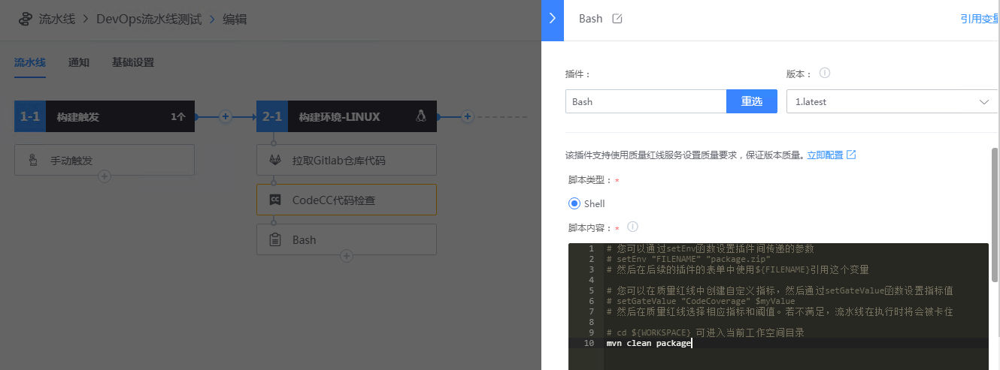 流水线 > DevOps流水线测试 > 编辑
流水线 通知 基础设置
1-1 构建触发 1个
手动触发
2-1 构建环境-LINUX
拉取Gitlab仓库代码
CC CodeCC代码检查
Bash
Bash
引用变量
插件：
Bash 重选
版本：
1.latest
该插件支持使用质量红线服务设置质量要求，保证版本质量。立即配置
脚本类型： *
Shell
脚本内容： *
1 # 您可以通过setEnv函数设置插件间传递的参数
2 # setEnv "FILENAME" "package.zip"
3 # 然后在后续的插件的表单中使用${FILENAME}引用这个变量
4
5 # 您可以在质量红线中创建自定义指标，然后通过setGateValue函数设置指标值
6 # setGateValue "CodeCoverage" $myValue
7 # 然后在质量红线选择相应指标和阈值。若不满足，流水线在执行时将会被卡住
8
9 # cd ${WORKSPACE} 可进入当前工作空间目录
10 mvn clean package